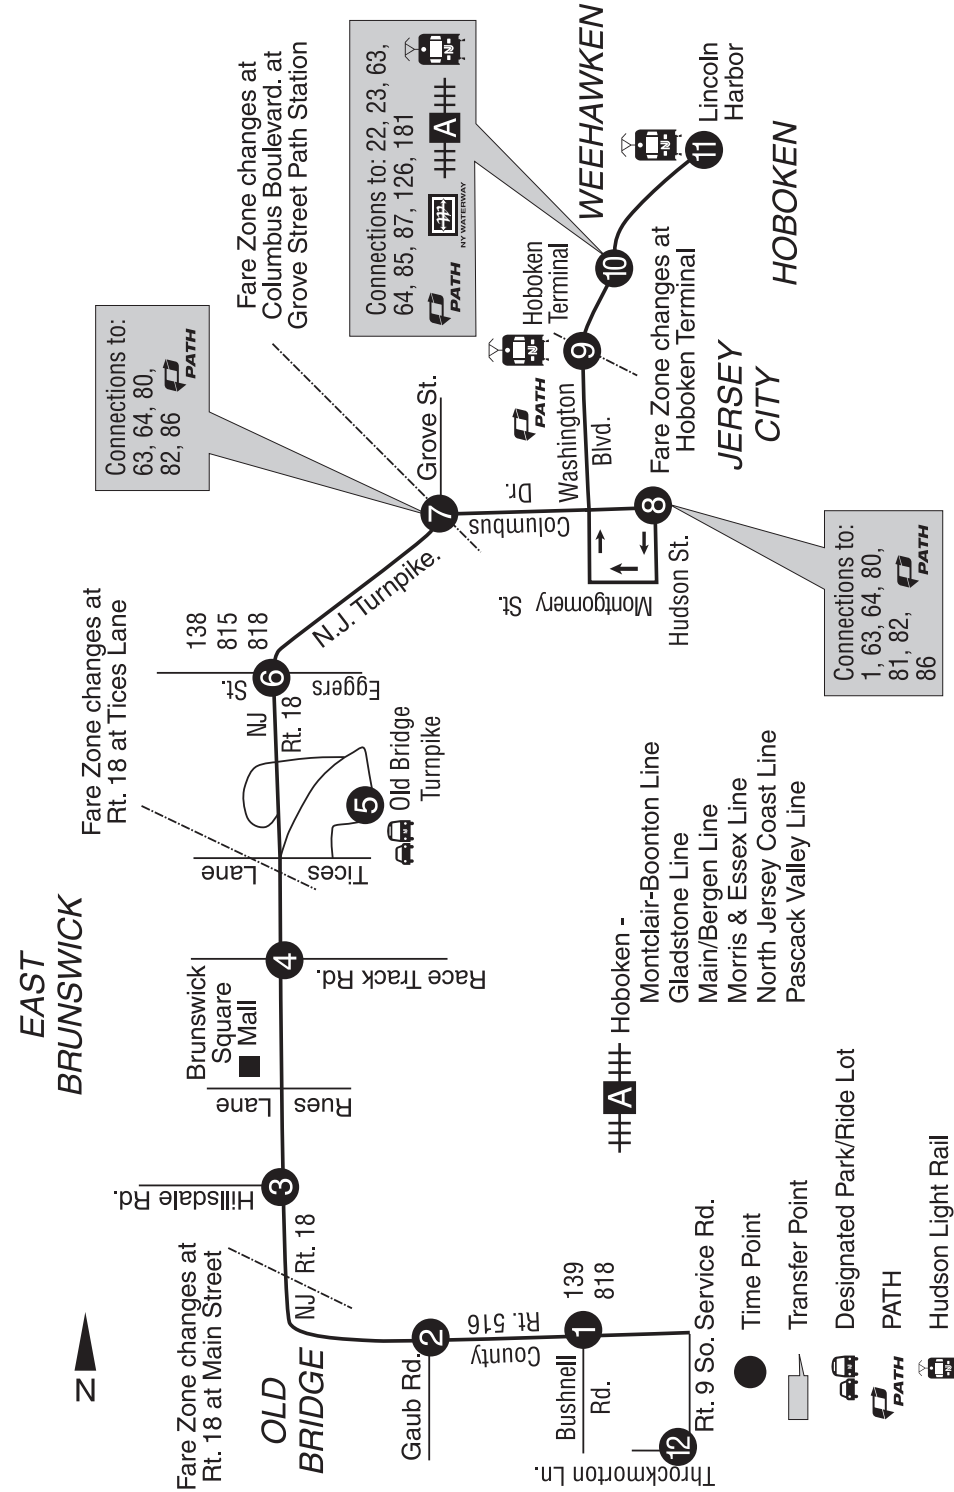 EAST
BRUNSWICK
N
Fare Zone changes at
Rt. 18 at Main Street
Fare Zone changes at
Rt. 18 at Tices Lane
Connections to:
63, 64, 80,
82, 86
PATH
Fare Zone changes at
Columbus Boulevard. at
Grove Street Path Station
Connections to: 22, 23, 63,
64, 85, 87, 126, 181
PATH
NY WATERWAY
A
OLD
BRIDGE
NJ Rt. 18
Hillsdale Rd.
3
Rues
Lane
Brunswick
Square
Mall
Race Track Rd.
4
Tices
Lane
5
Old Bridge
Turnpike
NJ
Rt. 18
Eggers
St.
6
138
815
818
N.J. Turnpike.
7
Grove St.
Columbus
Dr.
Washington
Blvd.
Montgomery
St.
Hudson St.
8
Connections to:
1, 63, 64, 80,
81, 82,
86
PATH
PATH
Hoboken
Terminal
9
Fare Zone changes at
Hoboken Terminal
10
WEEHAWKEN
11
Lincoln
Harbor
HOBOKEN
JERSEY
CITY
Gaub Rd.
2
County
Rt. 516
Bushnell
Rd.
1
139
818
12
Throckmorton Ln.
Rt. 9 So. Service Rd.
A
Hoboken -
Montclair-Boonton Line
Gladstone Line
Main/Bergen Line
Morris & Essex Line
North Jersey Coast Line
Pascack Valley Line
Time Point
Transfer Point
Designated Park/Ride Lot
PATH
PATH
Hudson Light Rail